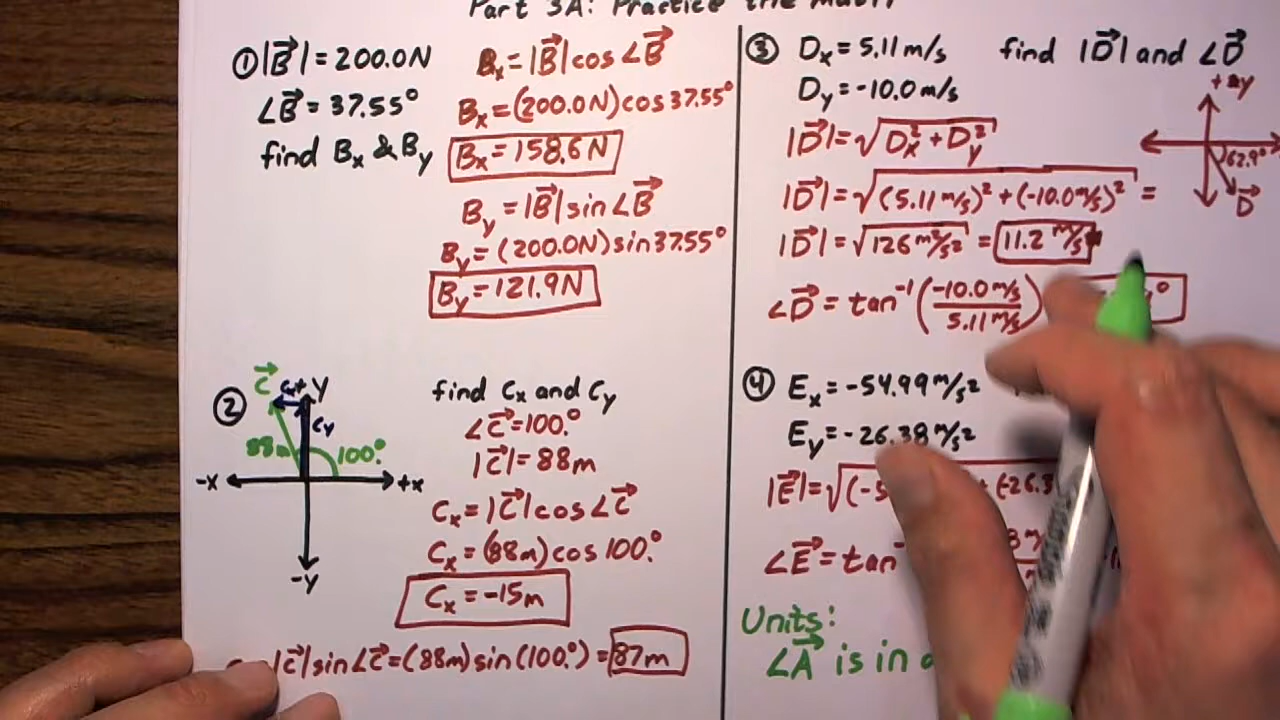 Part 3A: Practice the Math
① |B⃗| = 200.0N
∠B⃗ = 37.55°
find Bx & By
Bx = |B⃗| cos ∠B⃗
Bx = (200.0N) cos 37.55°
Bx = 158.6 N
By = |B⃗| sin ∠B⃗
By = (200.0N) sin 37.55°
By = 121.9N
②
C⃗
+y
Cy
88m
100.°
-x
+x
-y
find Cx and Cy
∠C⃗ = 100.°
|C⃗| = 88m
Cx = |C⃗| cos ∠C⃗
Cx = (88m) cos 100.°
Cx = -15m
|C⃗| sin ∠C⃗ = (88m) sin (100.°) = 87m
③ Dx = 5.11 m/s find |D⃗| and ∠D⃗
Dy = -10.0 m/s
|D⃗| = √(Dx² + Dy²)
|D⃗| = √((5.11 m/s)² + (-10.0 m/s)²) =
|D⃗| = √(126 m²/s²) = 11.2 m/s
∠D⃗ = tan⁻¹ (-10.0 m/s / 5.11 m/s)
62.9°
D⃗
④ Ex = -54.99 m/s²
Ey = -26.38 m/s²
|E⃗| = √(-5
∠E⃗ = tan⁻¹
Units:
∠A⃗ is in